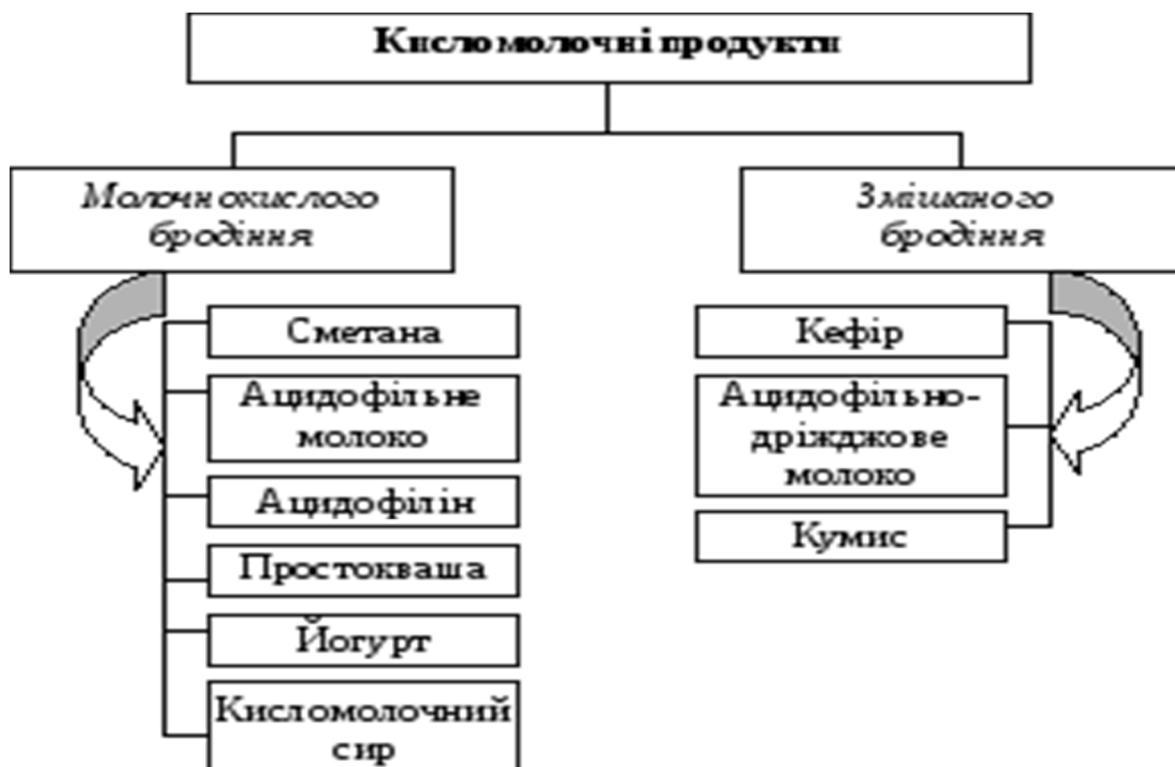 Кисломолочні продукти
Молочнокислого
бродіння
Змішаного
бродіння
Сметана
Ацидофільне
молоко
Ацидофілін
Простокваша
Йогурт
Кисломолочний
сир
Кефір
Ацидофільно-
дріжджове
молоко
Кумис